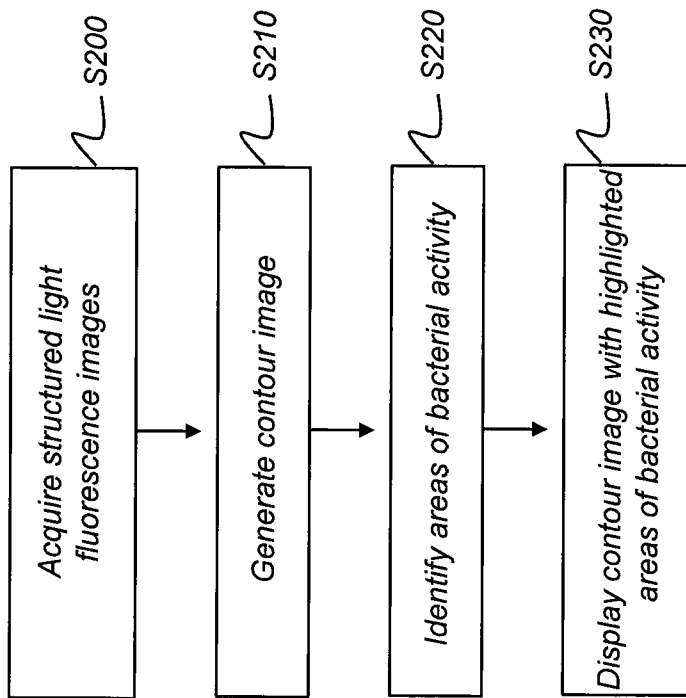 Acquire structured light
fluorescence images
S200
Generate contour image
S210
Identify areas of bacterial activity
S220
Display contour image with highlighted
areas of bacterial activity
S230